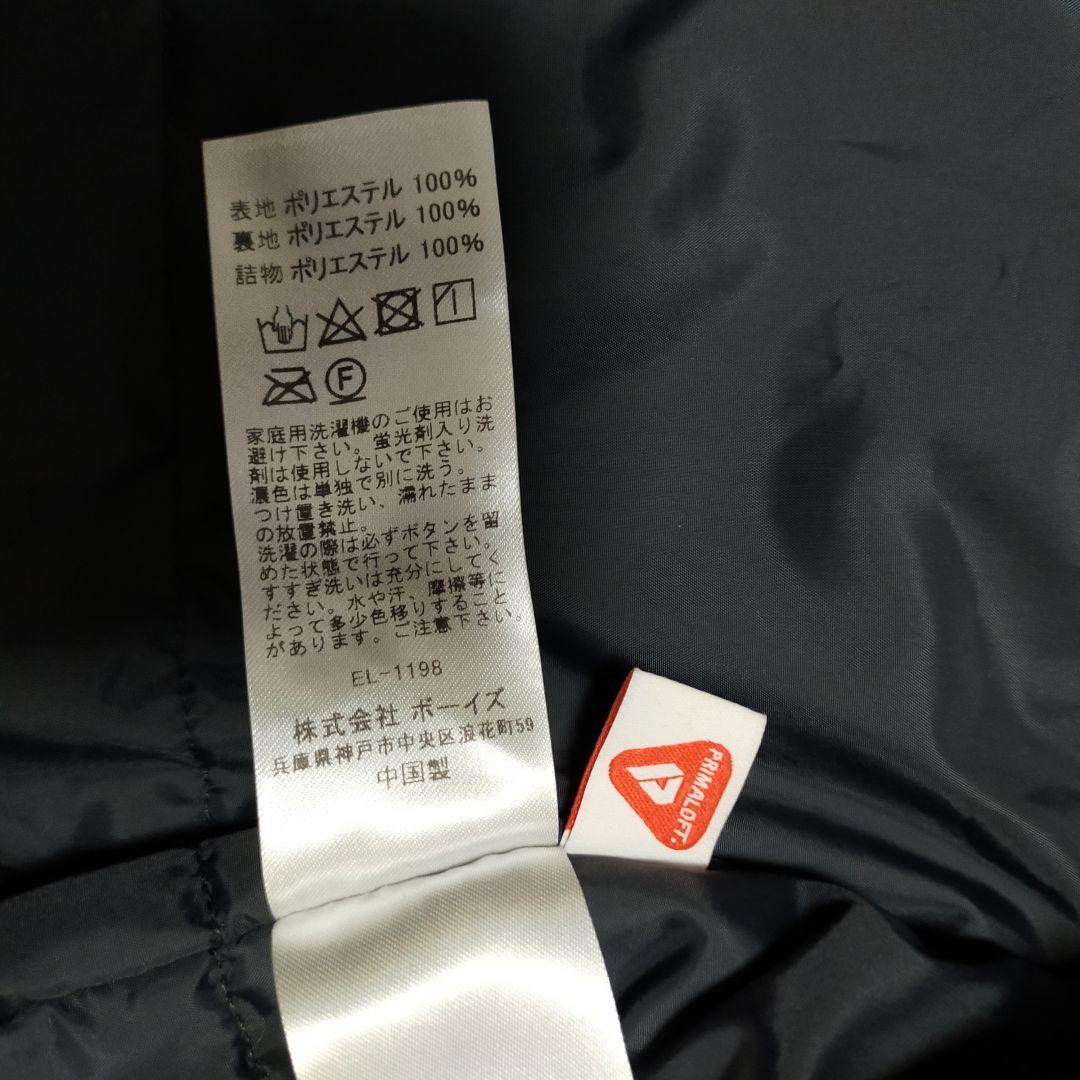 表地 ポリエステル 100%
裏地 ポリエステル 100%
詰物 ポリエステル 100%
F
家庭用洗濯機のご使用はお
避け下さい。蛍光剤入り洗
剤は使用しないで下さい。
濃色は単独で別に洗う。
つけ置き洗い、濡れたまま
の放置禁止。
洗濯の際は必ずボタンを留
めた状態で行って下さい。
すすぎ洗いは充分にしてく
ださい。水や汗、摩擦等に
よって多少色移りすること
があります。ご注意下さい。
EL-1198
株式会社 ボーイズ
兵庫県神戸市中央区浪花町59
中国製
PRIMALOFT.